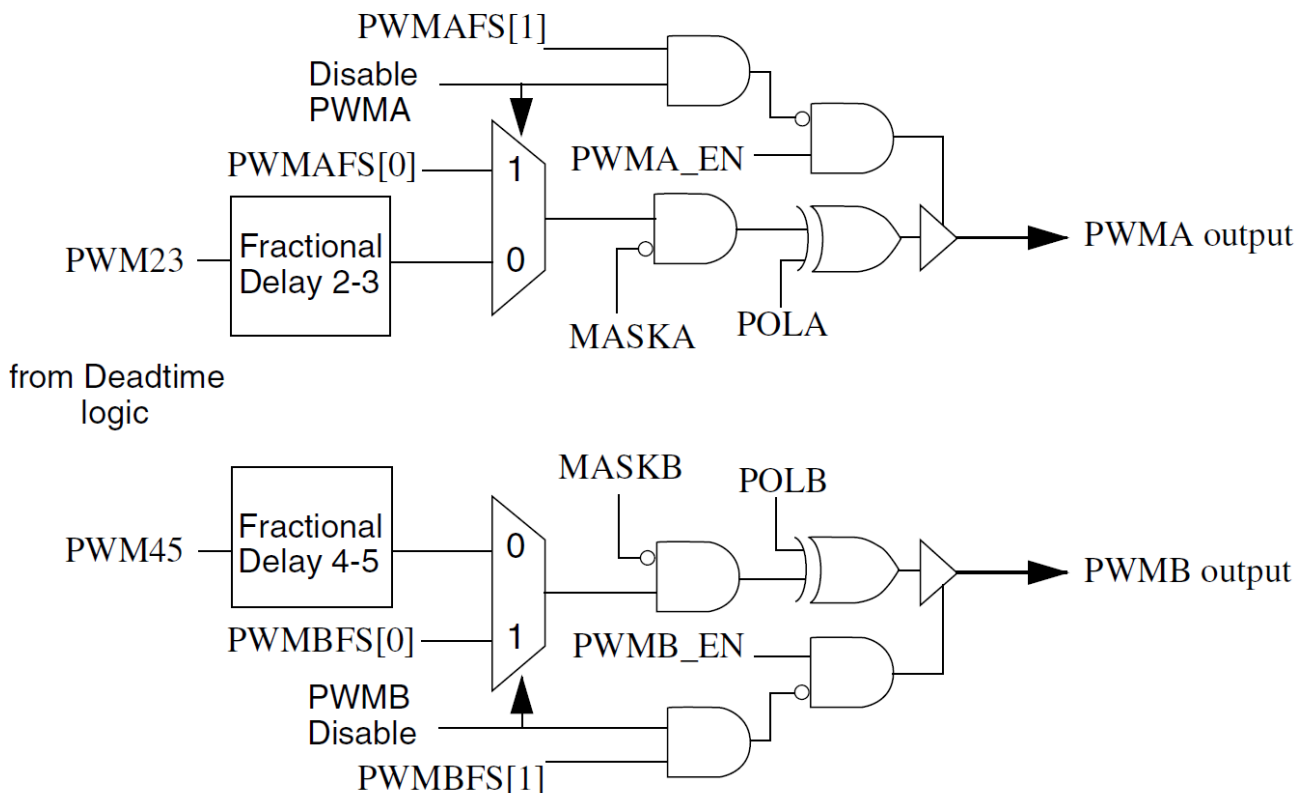 PWMAFS[1]
Disable
PWMA
PWMAFS[0]
1
PWMA_EN
PWM23
Fractional
Delay 2-3
0
PWMA output
MASKA
POLA
from Deadtime
logic
MASKB
POLB
PWM45
Fractional
Delay 4-5
0
PWMB output
PWMBFS[0]
1
PWMB_EN
PWMB
Disable
PWMBFS[1]